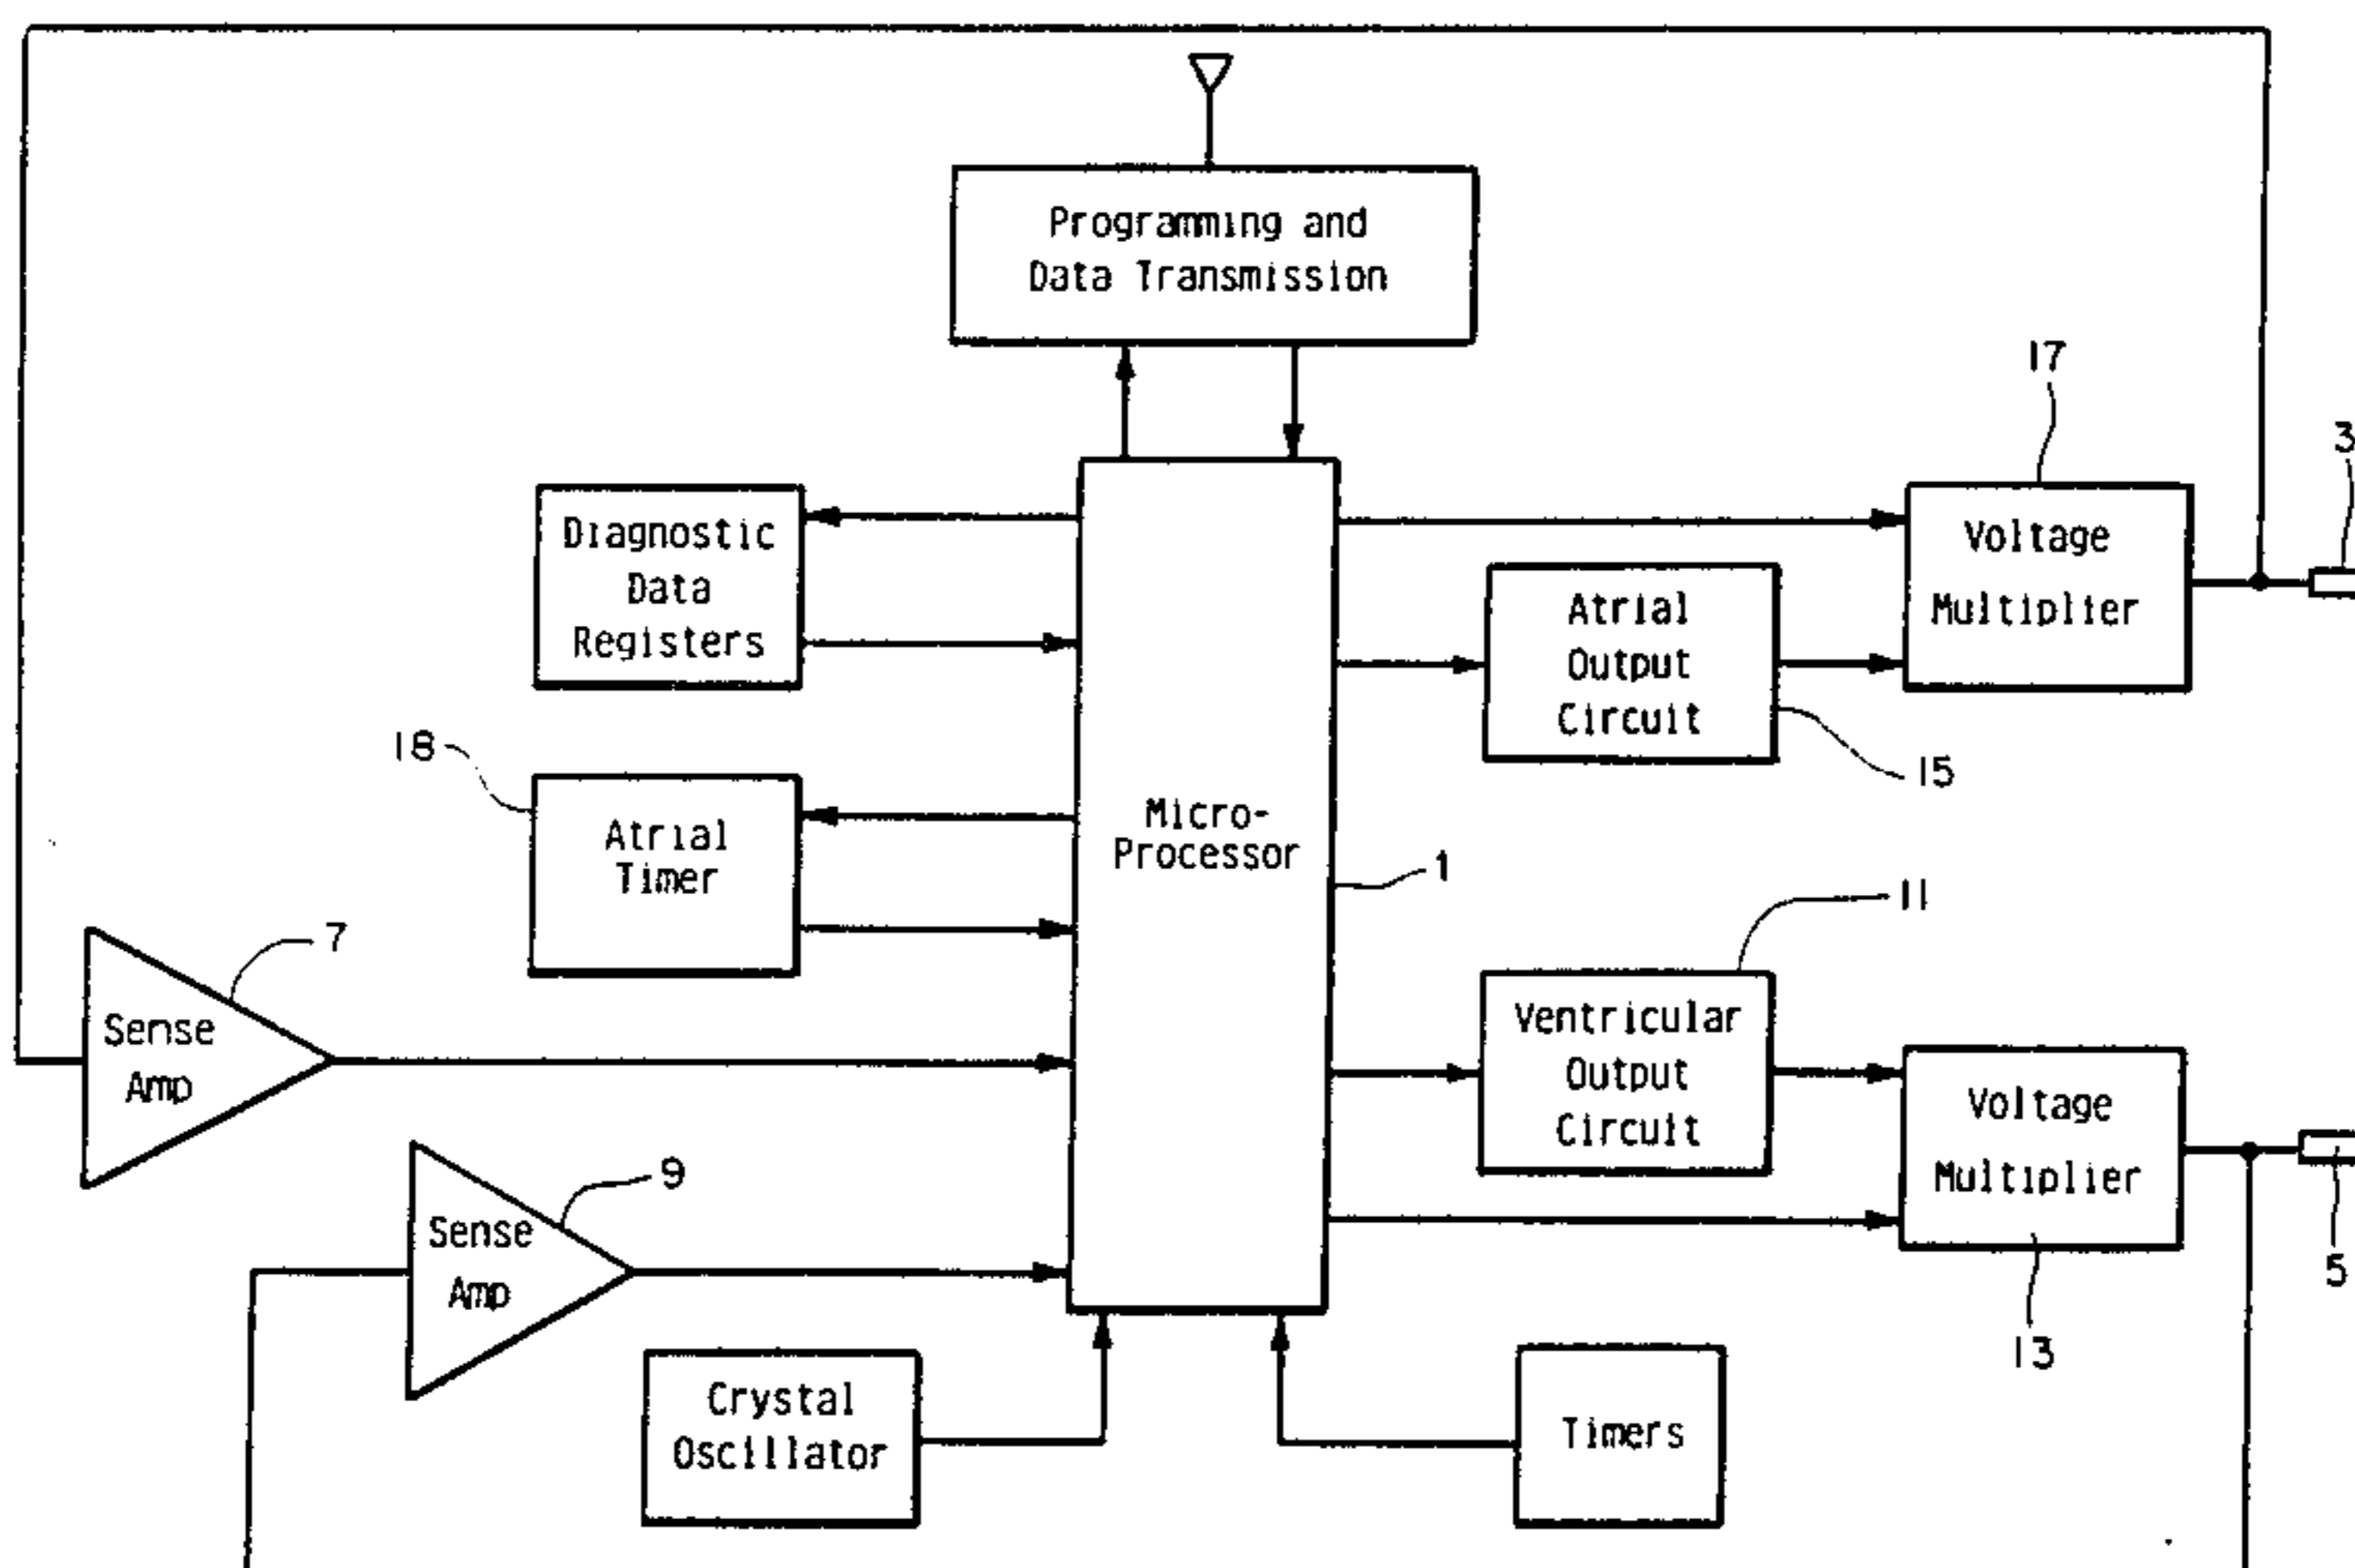 Programming and
Data Transmission
17
3
Diagnostic
Data
Registers
Voltage
Multiplier
Atrial
Output
Circuit
15
18
Atrial
Timer
Micro-
Processor
1
11
7
Sense
Amp
Ventricular
Output
Circuit
Voltage
Multiplier
9
Sense
Amp
5
13
Crystal
Oscillator
Timers